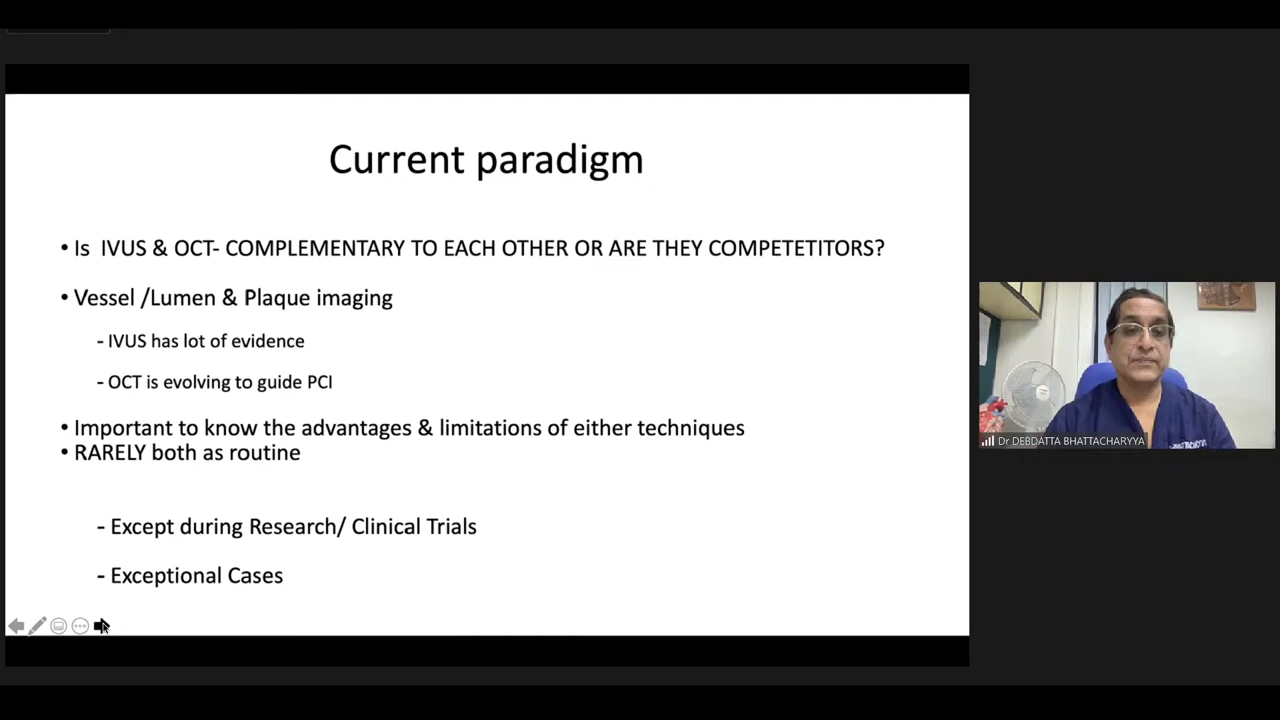 Current paradigm
• Is IVUS & OCT- COMPLEMENTARY TO EACH OTHER OR ARE THEY COMPETETITORS?
• Vessel /Lumen & Plaque imaging
- IVUS has lot of evidence
- OCT is evolving to guide PCI
• Important to know the advantages & limitations of either techniques
• RARELY both as routine
- Except during Research/ Clinical Trials
- Exceptional Cases
Dr DEBDATTA BHATTACHARYYA